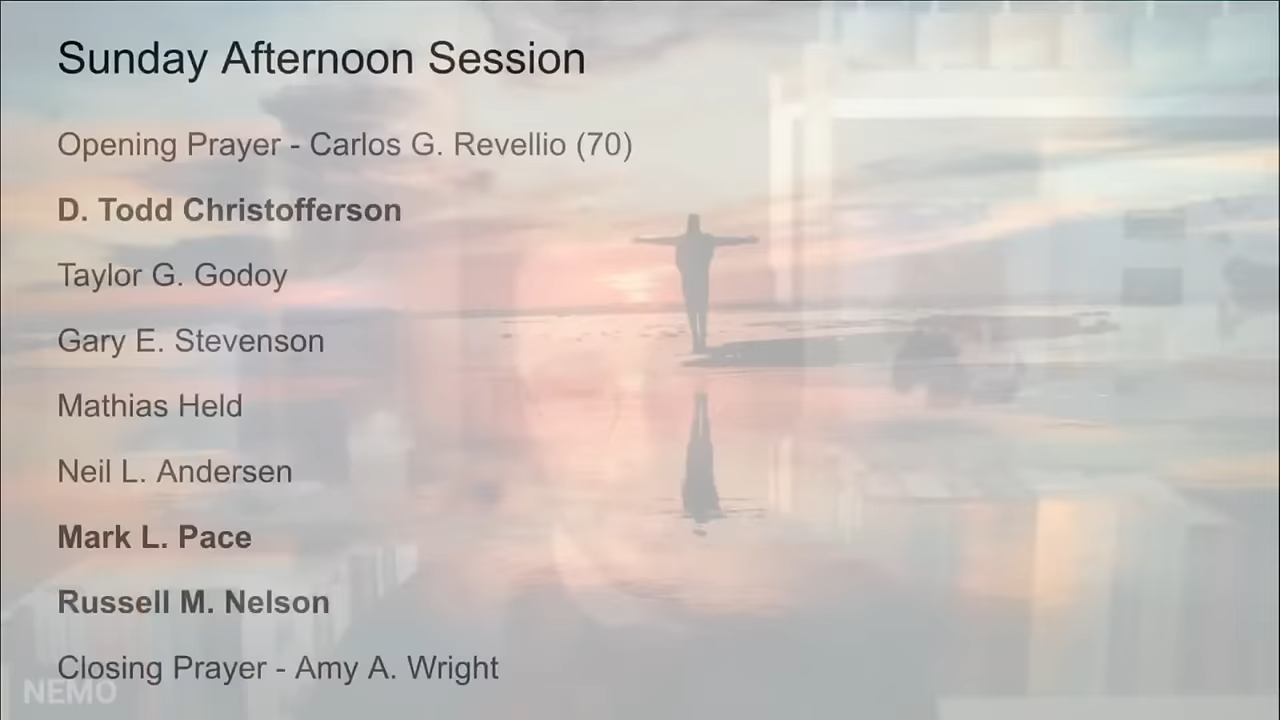 Sunday Afternoon Session
Opening Prayer - Carlos G. Revellio (70)
D. Todd Christofferson
Taylor G. Godoy
Gary E. Stevenson
Mathias Held
Neil L. Andersen
Mark L. Pace
Russell M. Nelson
Closing Prayer - Amy A. Wright
NEMO